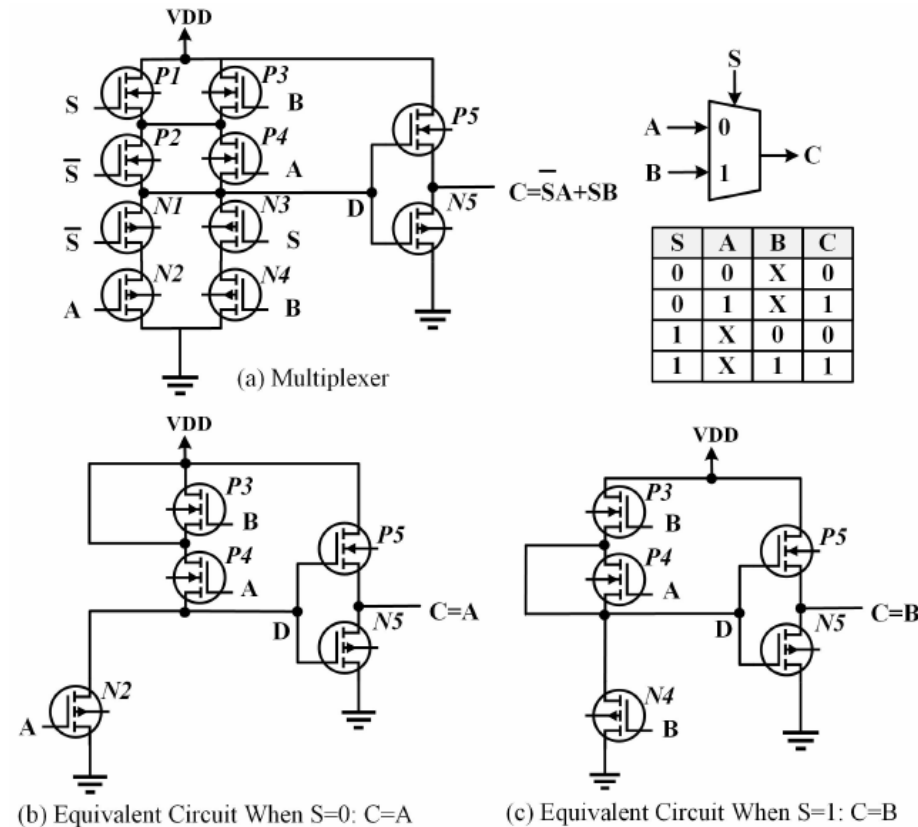 VDD
P1
P3
S
B
P2
P4
S̅
A
P5
N1
N3
D
C=S̅A+SB
S̅
S
N5
N2
N4
A
B
(a) Multiplexer
S
A
0
B
1
C
S A B C
0 0 X 0
0 1 X 1
1 X 0 0
1 X 1 1
VDD
P3
B
P4
A
P5
D
C=A
N5
N2
A
(b) Equivalent Circuit When S=0: C=A
VDD
P3
B
P4
A
P5
D
C=B
N5
N4
B
(c) Equivalent Circuit When S=1: C=B